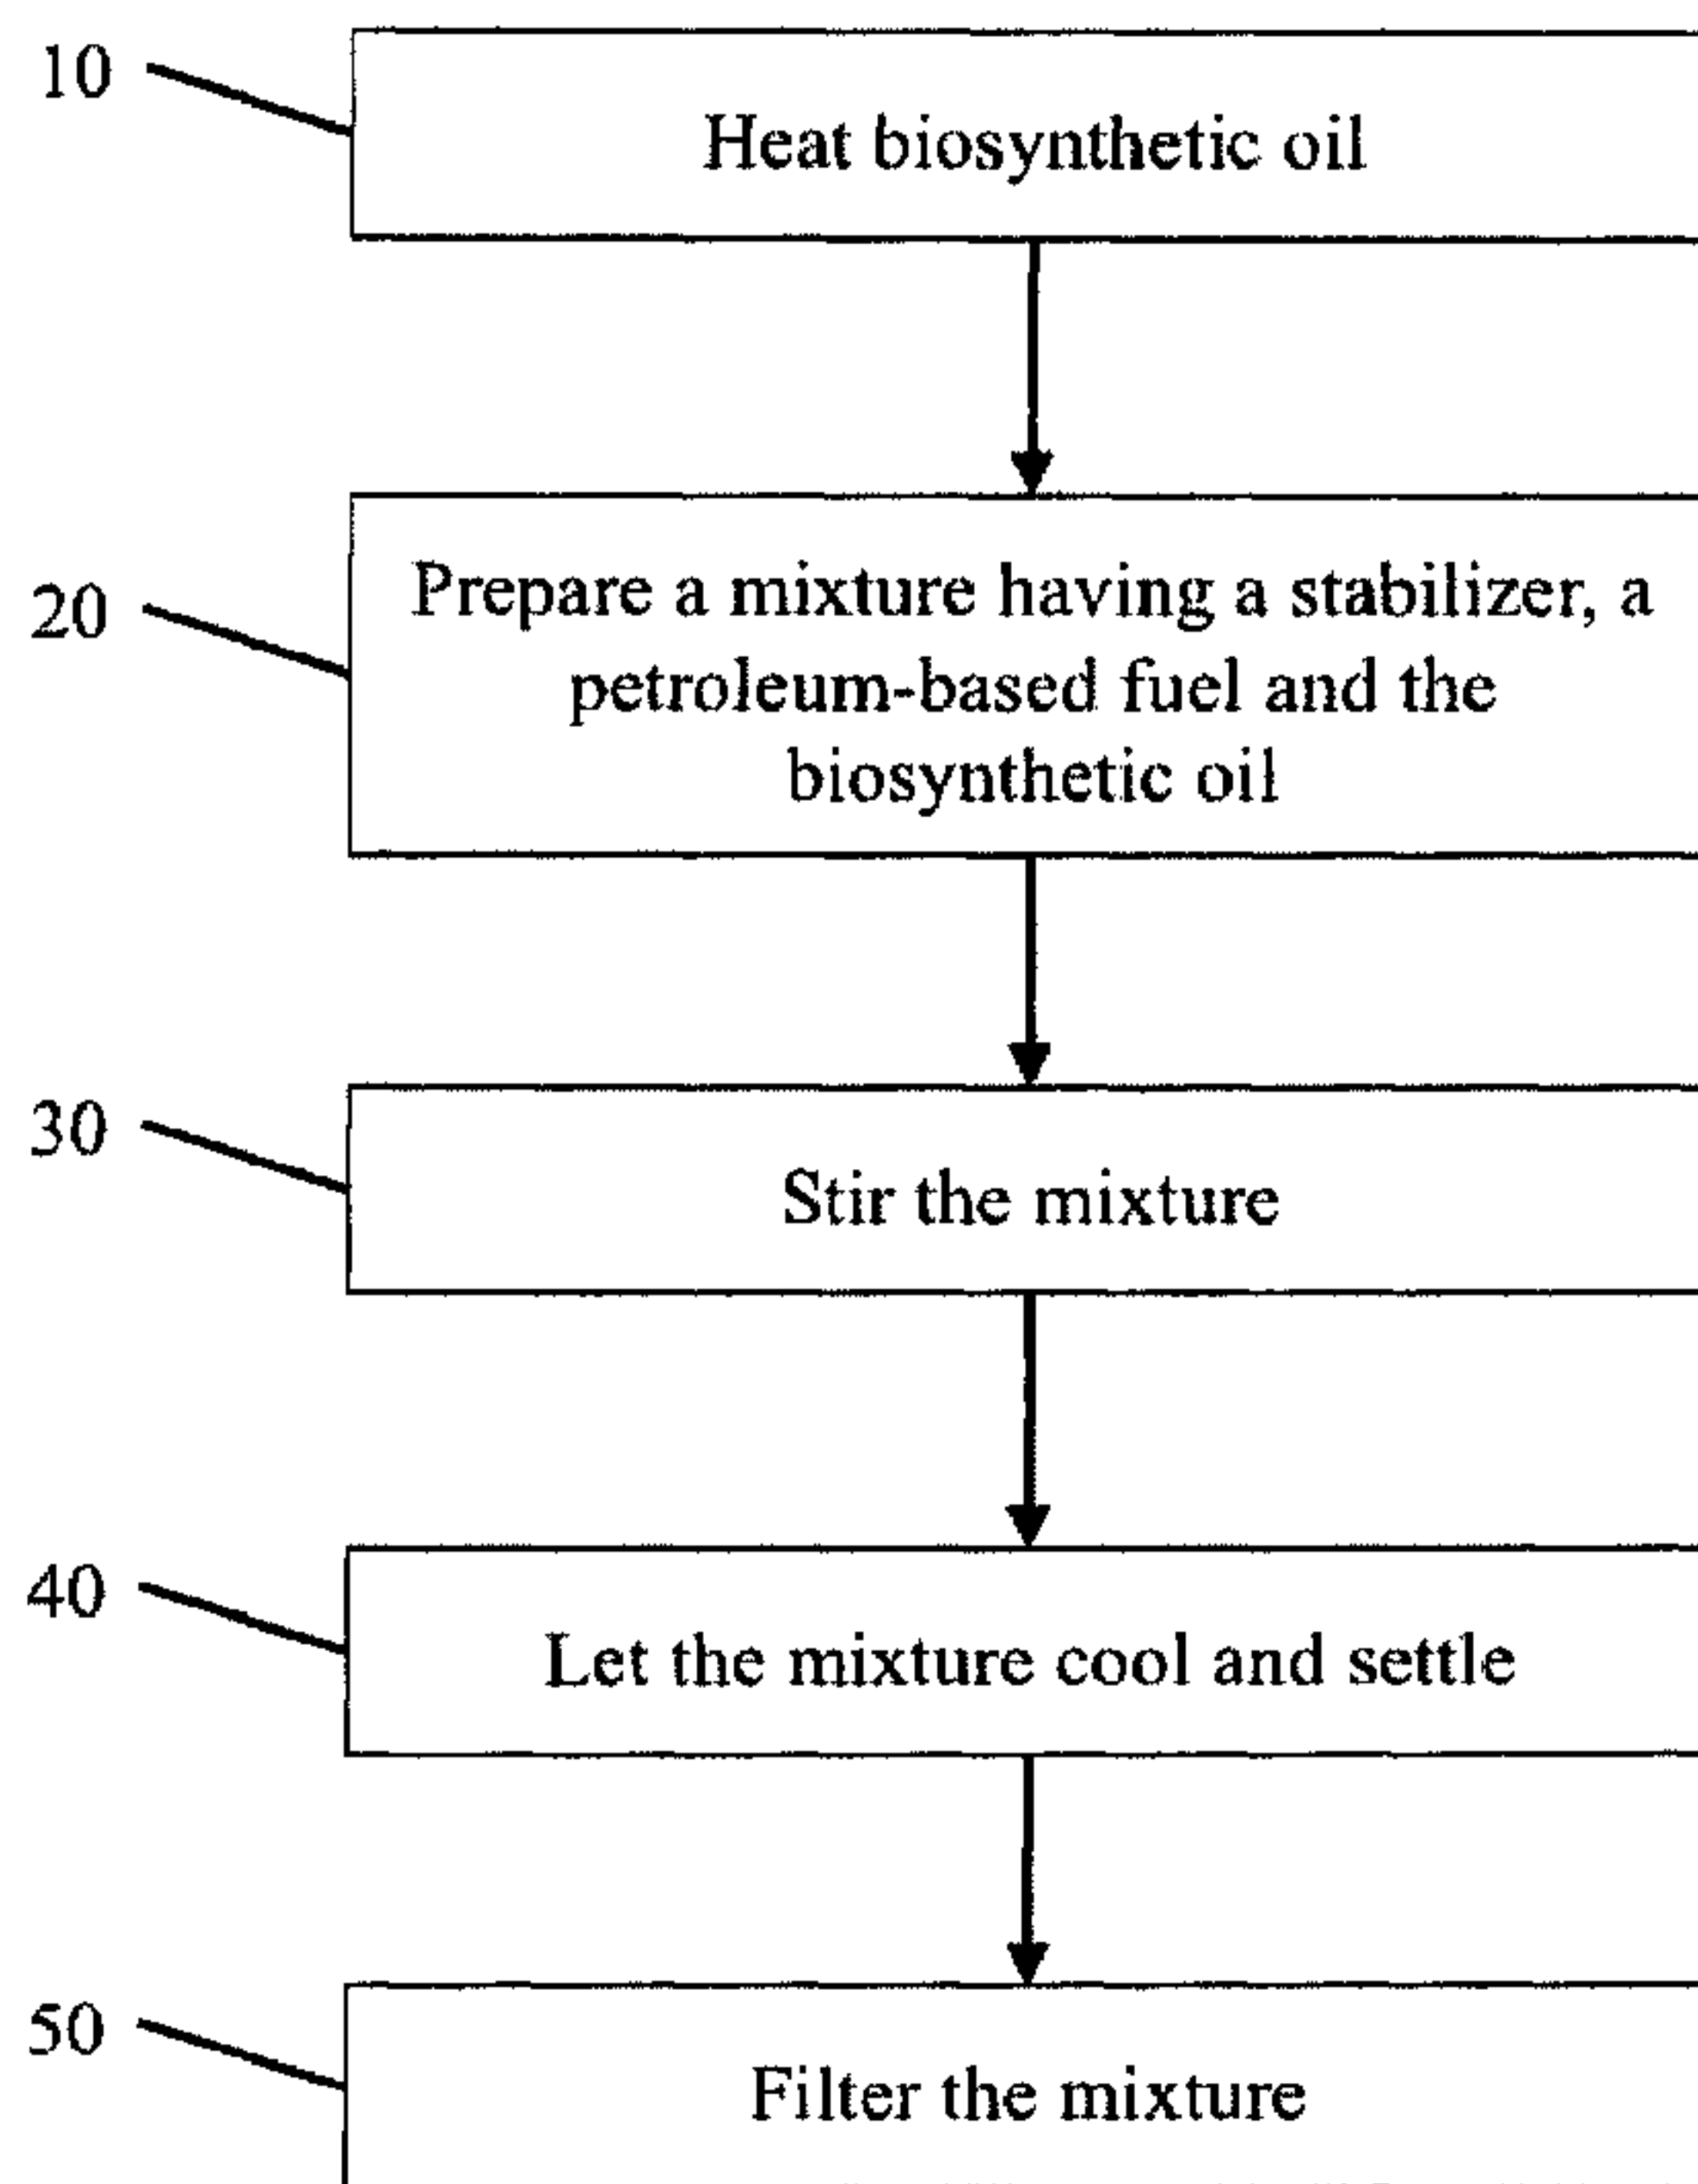 10
Heat biosynthetic oil
20
Prepare a mixture having a stabilizer, a
petroleum-based fuel and the
biosynthetic oil
30
Stir the mixture
40
Let the mixture cool and settle
50
Filter the mixture